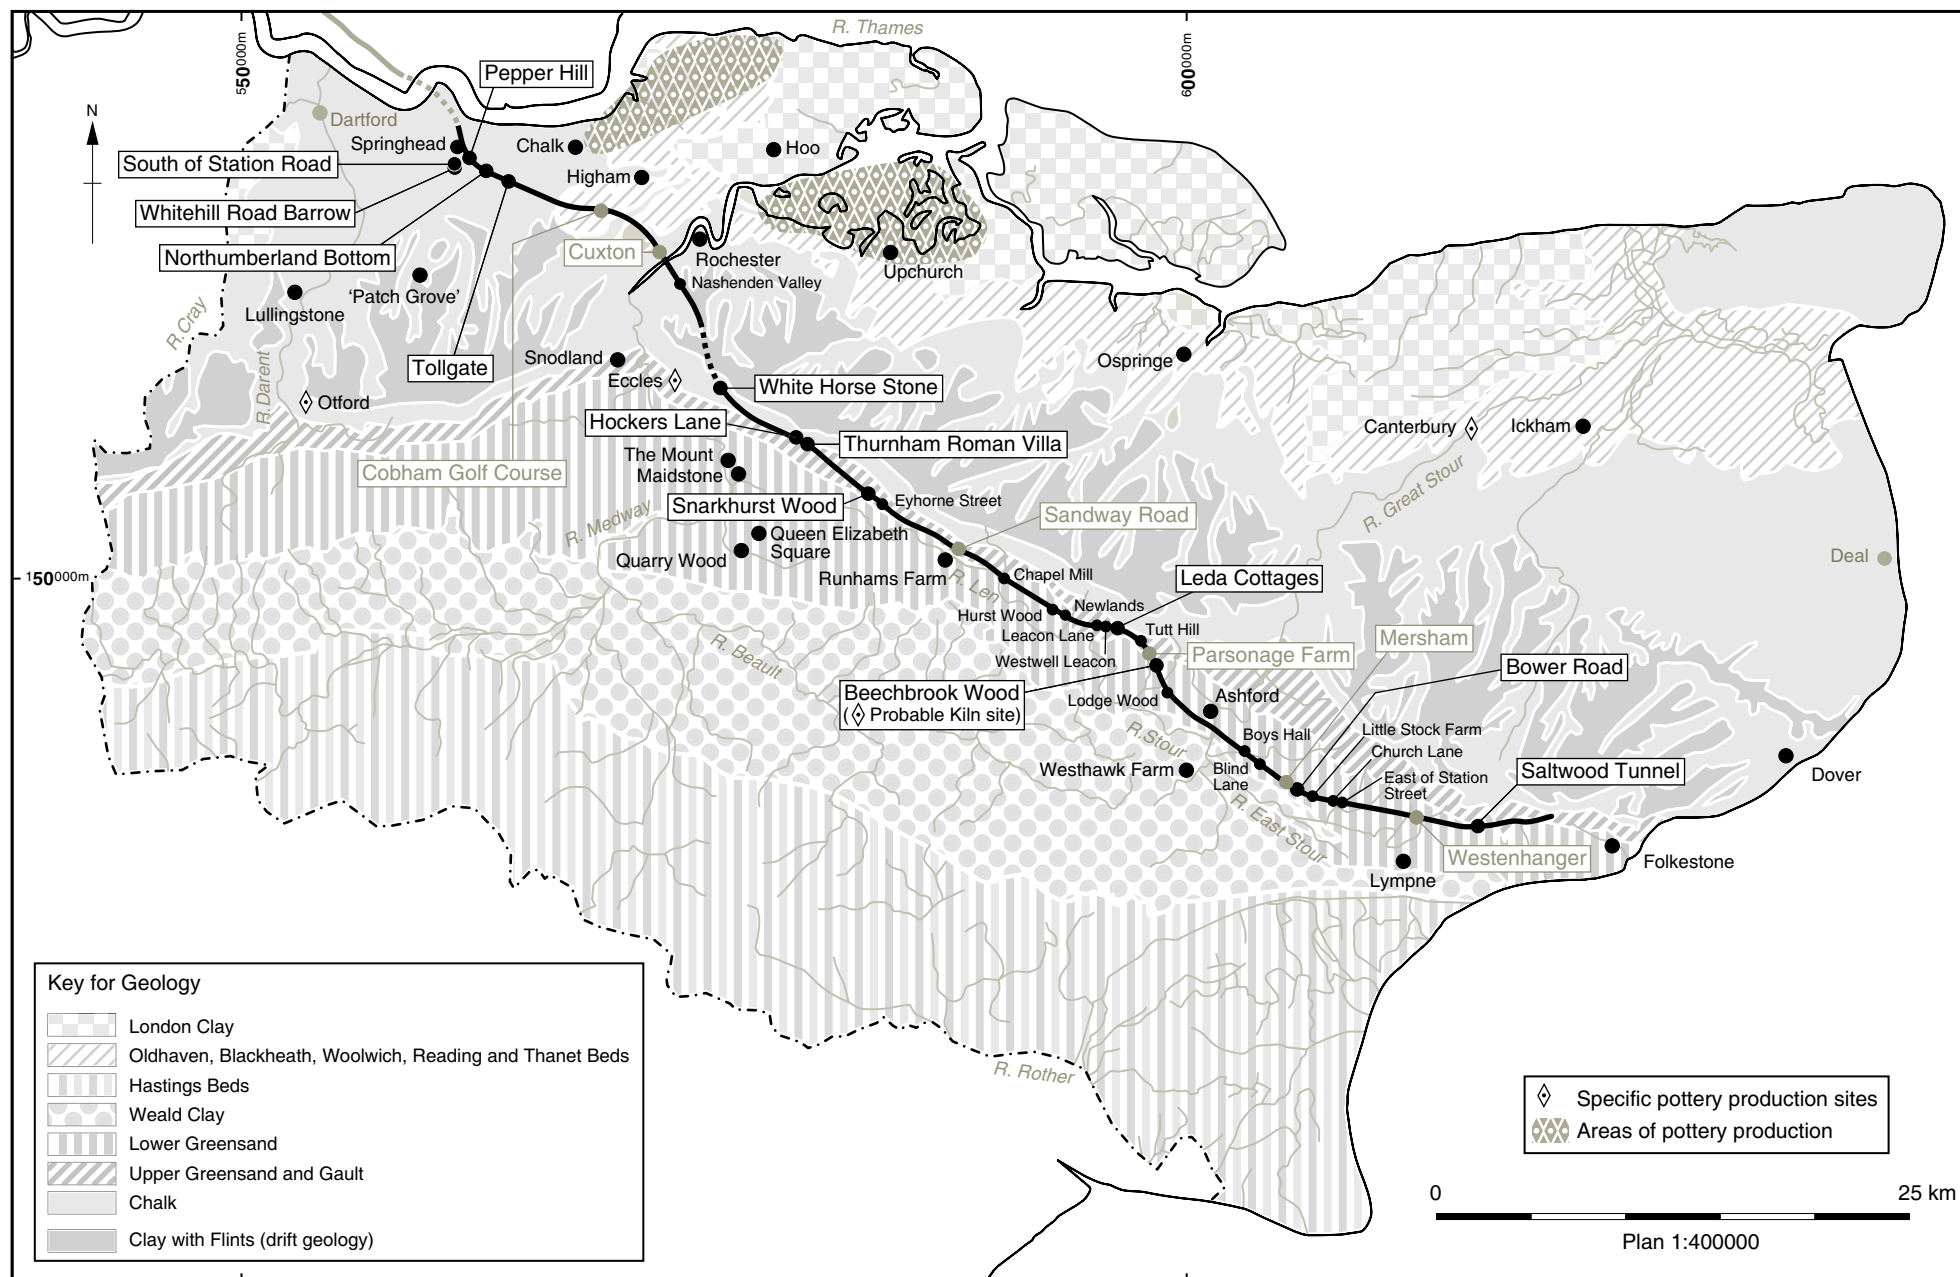 R. Thames
550000m
600000m
Pepper Hill
N
Dartford
Springhead
Chalk
Hoo
South of Station Road
Higham
Whitehill Road Barrow
Northumberland Bottom
Cuxton
Rochester
Upchurch
Nashenden Valley
'Patch Grove'
Lullingstone
R. Cray
Tollgate
Snodland
Ospringe
Eccles
White Horse Stone
R. Darent
Otford
Hockers Lane
Thurnham Roman Villa
Canterbury
Ickham
The Mount
Maidstone
Cobham Golf Course
R. Great Stour
Snarkhurst Wood
Eyhorne Street
Sandway Road
R. Medway
Queen Elizabeth
Square
Quarry Wood
Deal
Runhams Farm
150000m
R. Len
Chapel Mill
Leda Cottages
Newlands
Hurst Wood
Leacon Lane
Tutt Hill
Mersham
R. Beault
Westwell Leacon
Parsonage Farm
Bower Road
Beechbrook Wood
(Probable Kiln site)
Lodge Wood
Ashford
R. Stour
Boys Hall
Little Stock Farm
Church Lane
Westhawk Farm
Blind
Lane
East of Station
Street
Saltwood Tunnel
Dover
R. East Stour
Westenhanger
Folkestone
Lympne
R. Rother
Key for Geology
London Clay
Oldhaven, Blackheath, Woolwich, Reading and Thanet Beds
Hastings Beds
Weald Clay
Lower Greensand
Upper Greensand and Gault
Chalk
Clay with Flints (drift geology)
Specific pottery production sites
Areas of pottery production
0
25 km
Plan 1:400000